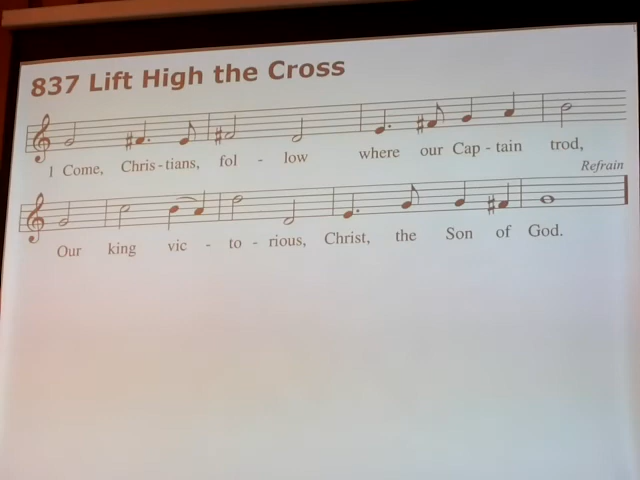 837 Lift High the Cross
1 Come, Chris - tians, fol - low where our Cap - tain trod,
Refrain
Our king vic - to - rious, Christ, the Son of God.